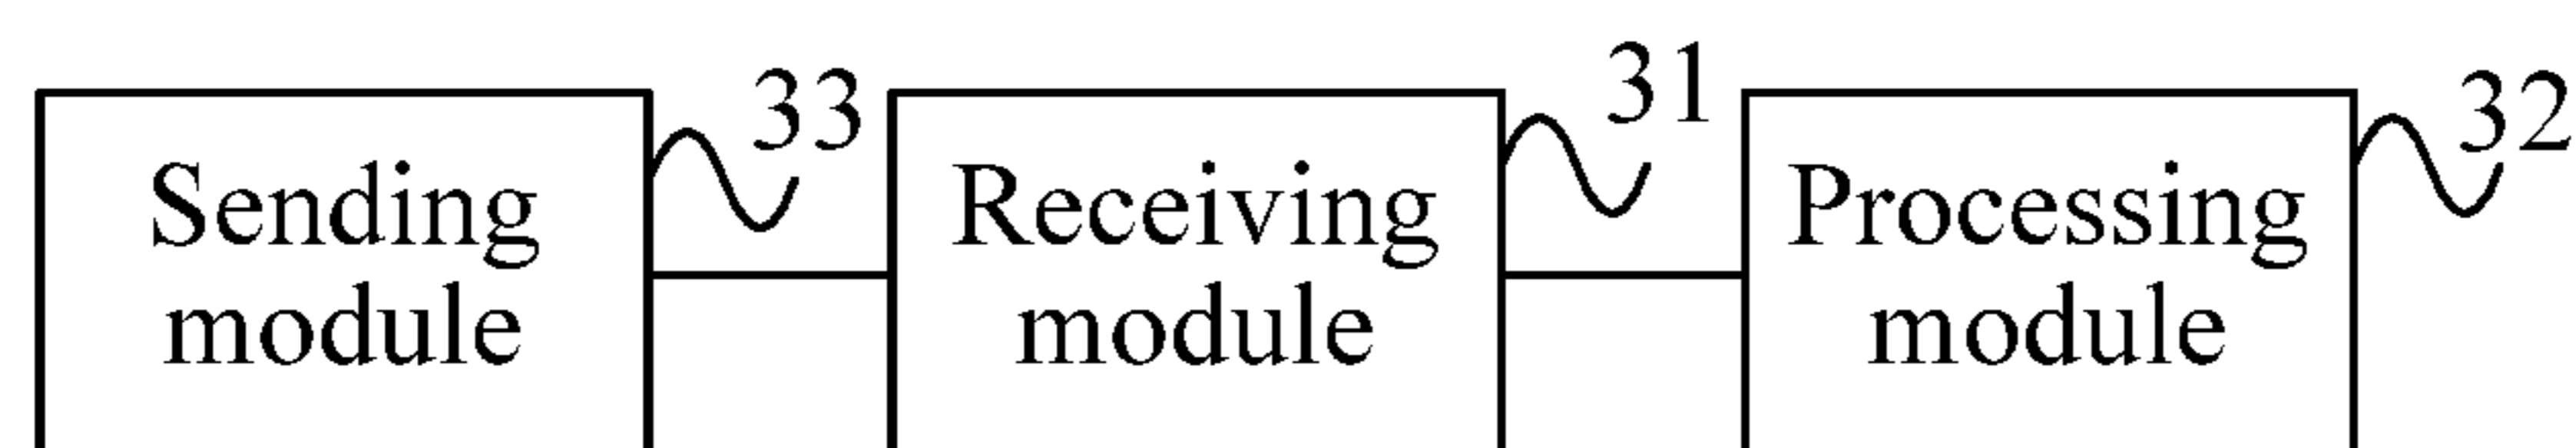 33
31
32
Sending
module
Receiving
module
Processing
module